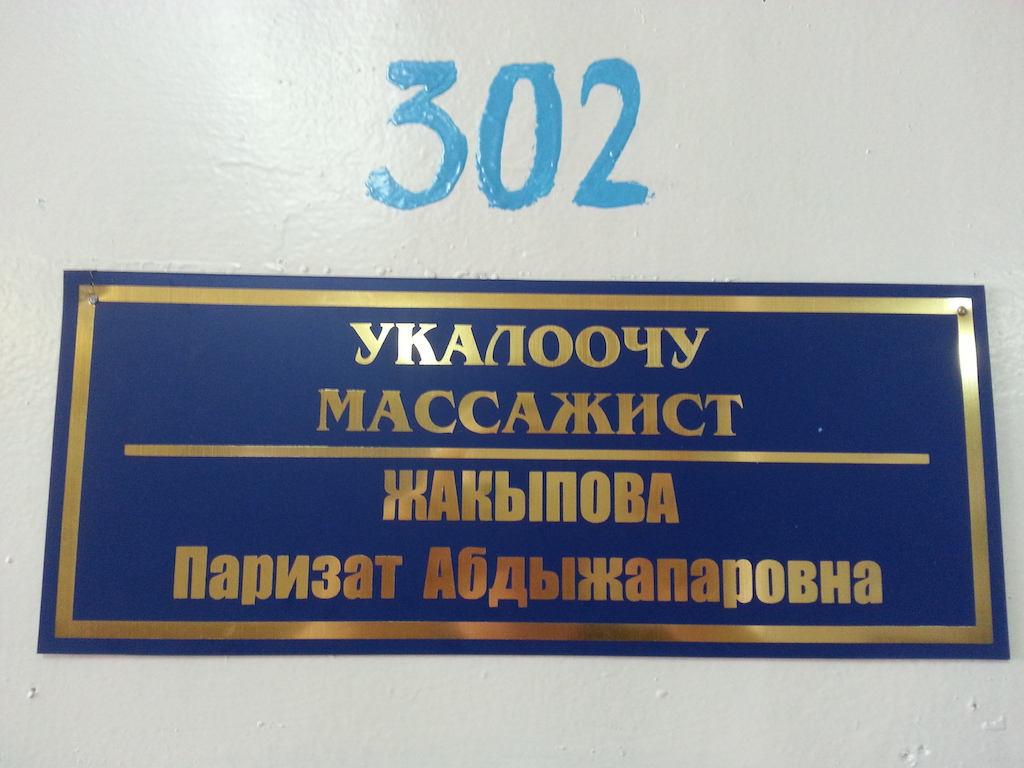 302
УКАЛООЧУ
МАССАЖИСТ
ЖАКЫПОВА
Паризат Абдыжапаровна